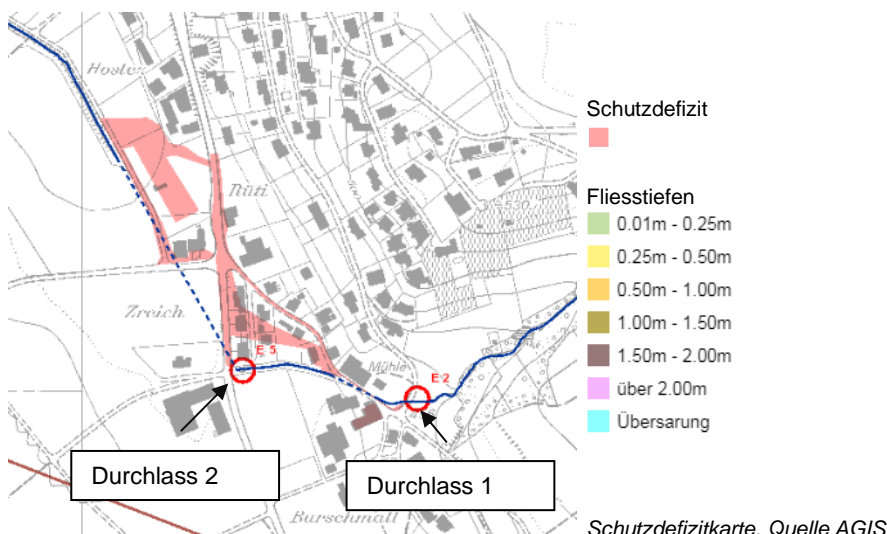 Hoster
Rüti
530
Zreich
E 5
Mühle
E 2
Durchlass 2
Durchlass 1
Burschmatt
Schutzdefizit
Fliesstiefen
0.01m - 0.25m
0.25m - 0.50m
0.50m - 1.00m
1.00m - 1.50m
1.50m - 2.00m
über 2.00m
Übersarung
Schutzdefizitkarte, Quelle AGIS